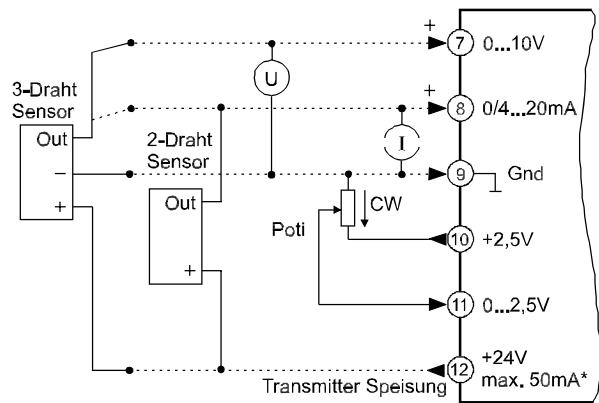 +
7 0...10V
3-Draht
Sensor
U
+
8 0/4...20mA
Out
2-Draht
Sensor
I
−
9 Gnd
+
Out
CW
Poti
10 +2,5V
+
11 0...2,5V
12 +24V
max. 50mA*
Transmitter Speisung